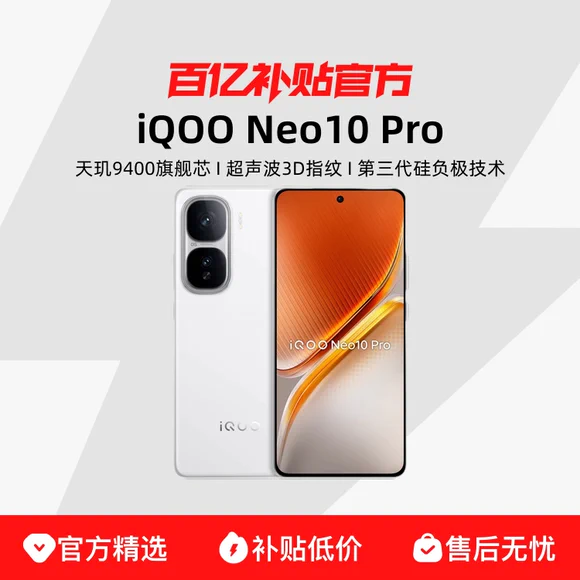 百亿补贴官方
iQOO Neo10 Pro
天玑9400旗舰芯 | 超声波3D指纹 | 第三代硅负极技术
iQOO Neo10 Pro
iQOO
官方精选 补贴低价 售后无忧